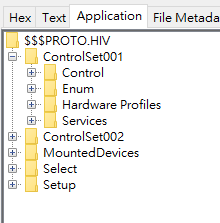 Hex Text Application File Metada
$$$PROTO.HIV
ControlSet001
Control
Enum
Hardware Profiles
Services
ControlSet002
MountedDevices
Select
Setup